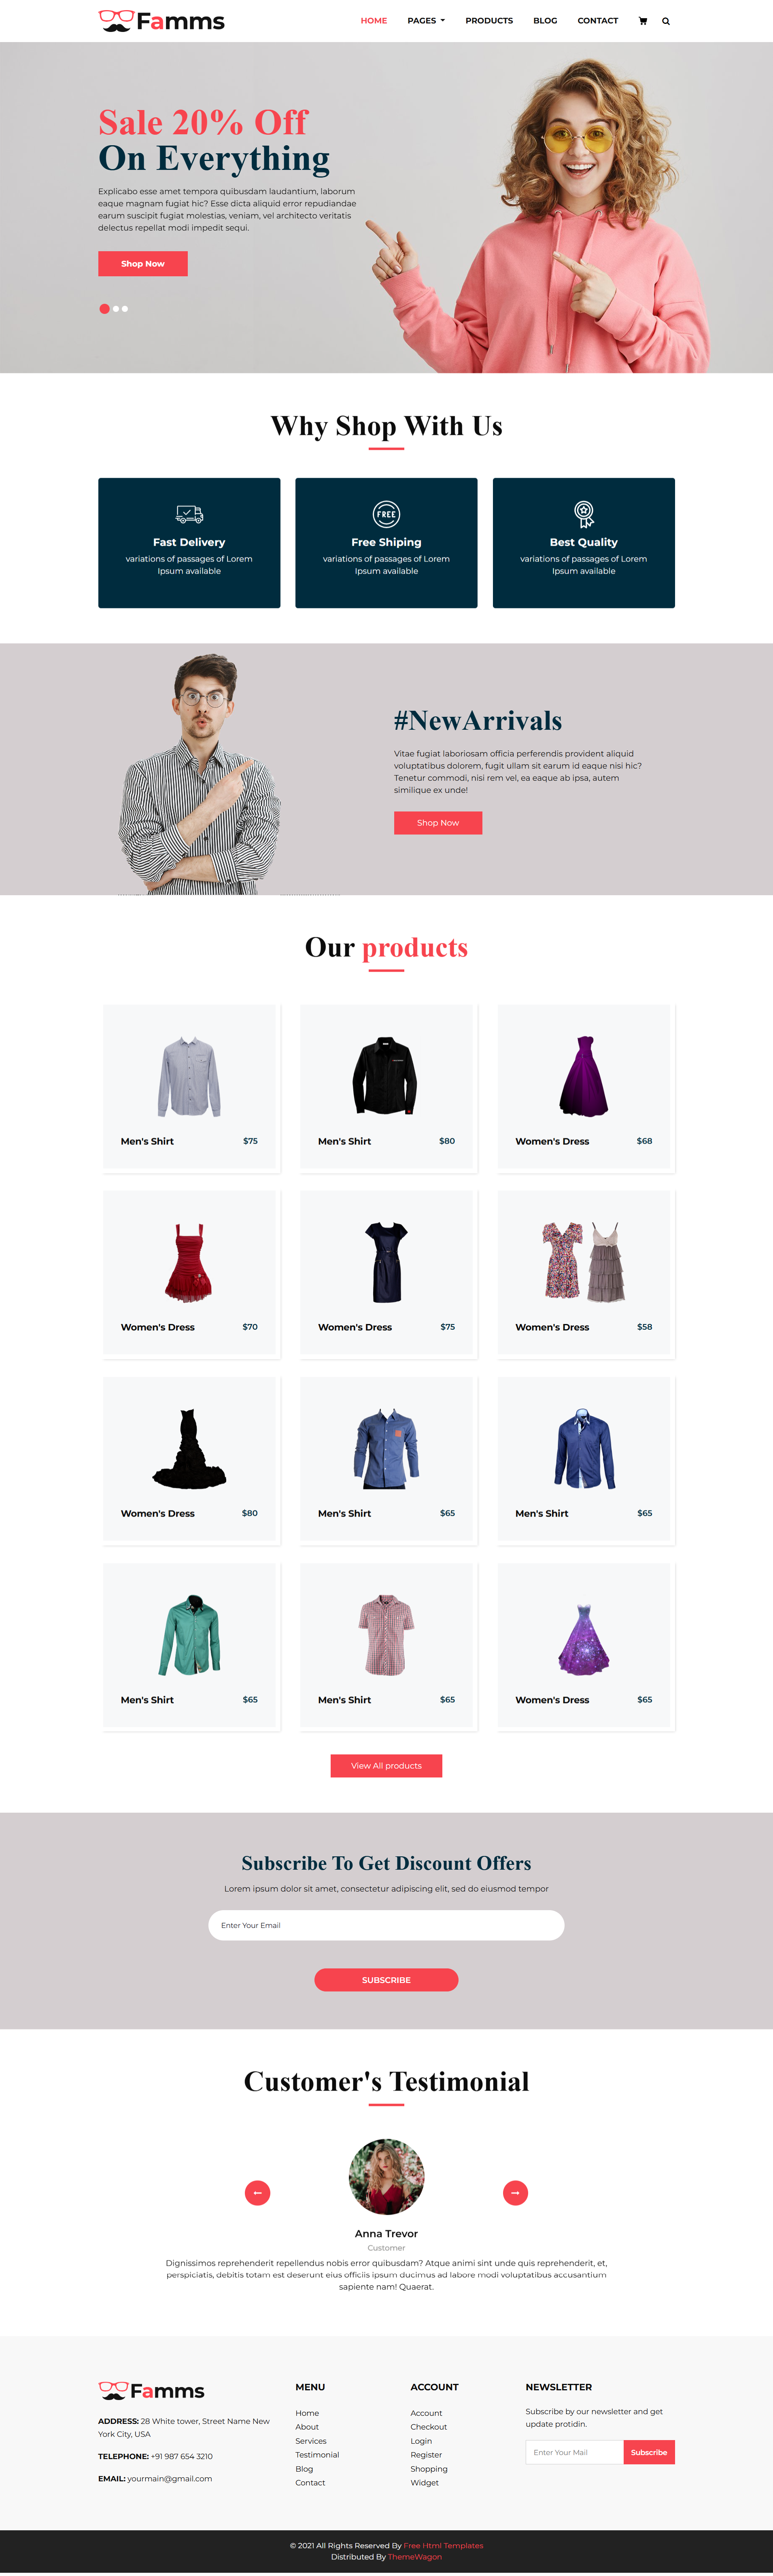 Famms
HOME PAGES PRODUCTS BLOG CONTACT
Sale 20% Off
On Everything
Explicabo esse amet tempora quibusdam laudantium, laborum
eaque magnam fugiat hic? Esse dicta aliquid error repudiandae
earum suscipit fugiat molestias, veniam, vel architecto veritatis
delectus repellat modi impedit sequi.
Shop Now
Why Shop With Us
Fast Delivery
variations of passages of Lorem
Ipsum available
FREE
Free Shiping
variations of passages of Lorem
Ipsum available
Best Quality
variations of passages of Lorem
Ipsum available
#NewArrivals
Vitae fugiat laboriosam officia perferendis provident aliquid
voluptatibus dolorem, fugit ullam sit earum id eaque nisi hic?
Tenetur commodi, nisi rem vel, ea eaque ab ipsa, autem
similique ex unde!
Shop Now
Our products
Men's Shirt $75
Men's Shirt $80
Women's Dress $68
Women's Dress $70
Women's Dress $75
Women's Dress $58
Women's Dress $80
Men's Shirt $65
Men's Shirt $65
Men's Shirt $65
Men's Shirt $65
Women's Dress $65
View All products
Subscribe To Get Discount Offers
Lorem ipsum dolor sit amet, consectetur adipiscing elit, sed do eiusmod tempor
Enter Your Email
SUBSCRIBE
Customer's Testimonial
Anna Trevor
Customer
Dignissimos reprehenderit repellendus nobis error quibusdam? Atque animi sint unde quis reprehenderit, et,
perspiciatis, debitis totam est deserunt eius officiis ipsum ducimus ad labore modi voluptatibus accusantium
sapiente nam! Quaerat.
Famms
ADDRESS: 28 White tower, Street Name New
York City, USA
TELEPHONE: +91 987 654 3210
EMAIL: yourmain@gmail.com
MENU
Home
About
Services
Testimonial
Blog
Contact
ACCOUNT
Account
Checkout
Login
Register
Shopping
Widget
NEWSLETTER
Subscribe by our newsletter and get
update protidin.
Enter Your Mail
Subscribe
© 2021 All Rights Reserved By Free Html Templates
Distributed By ThemeWagon